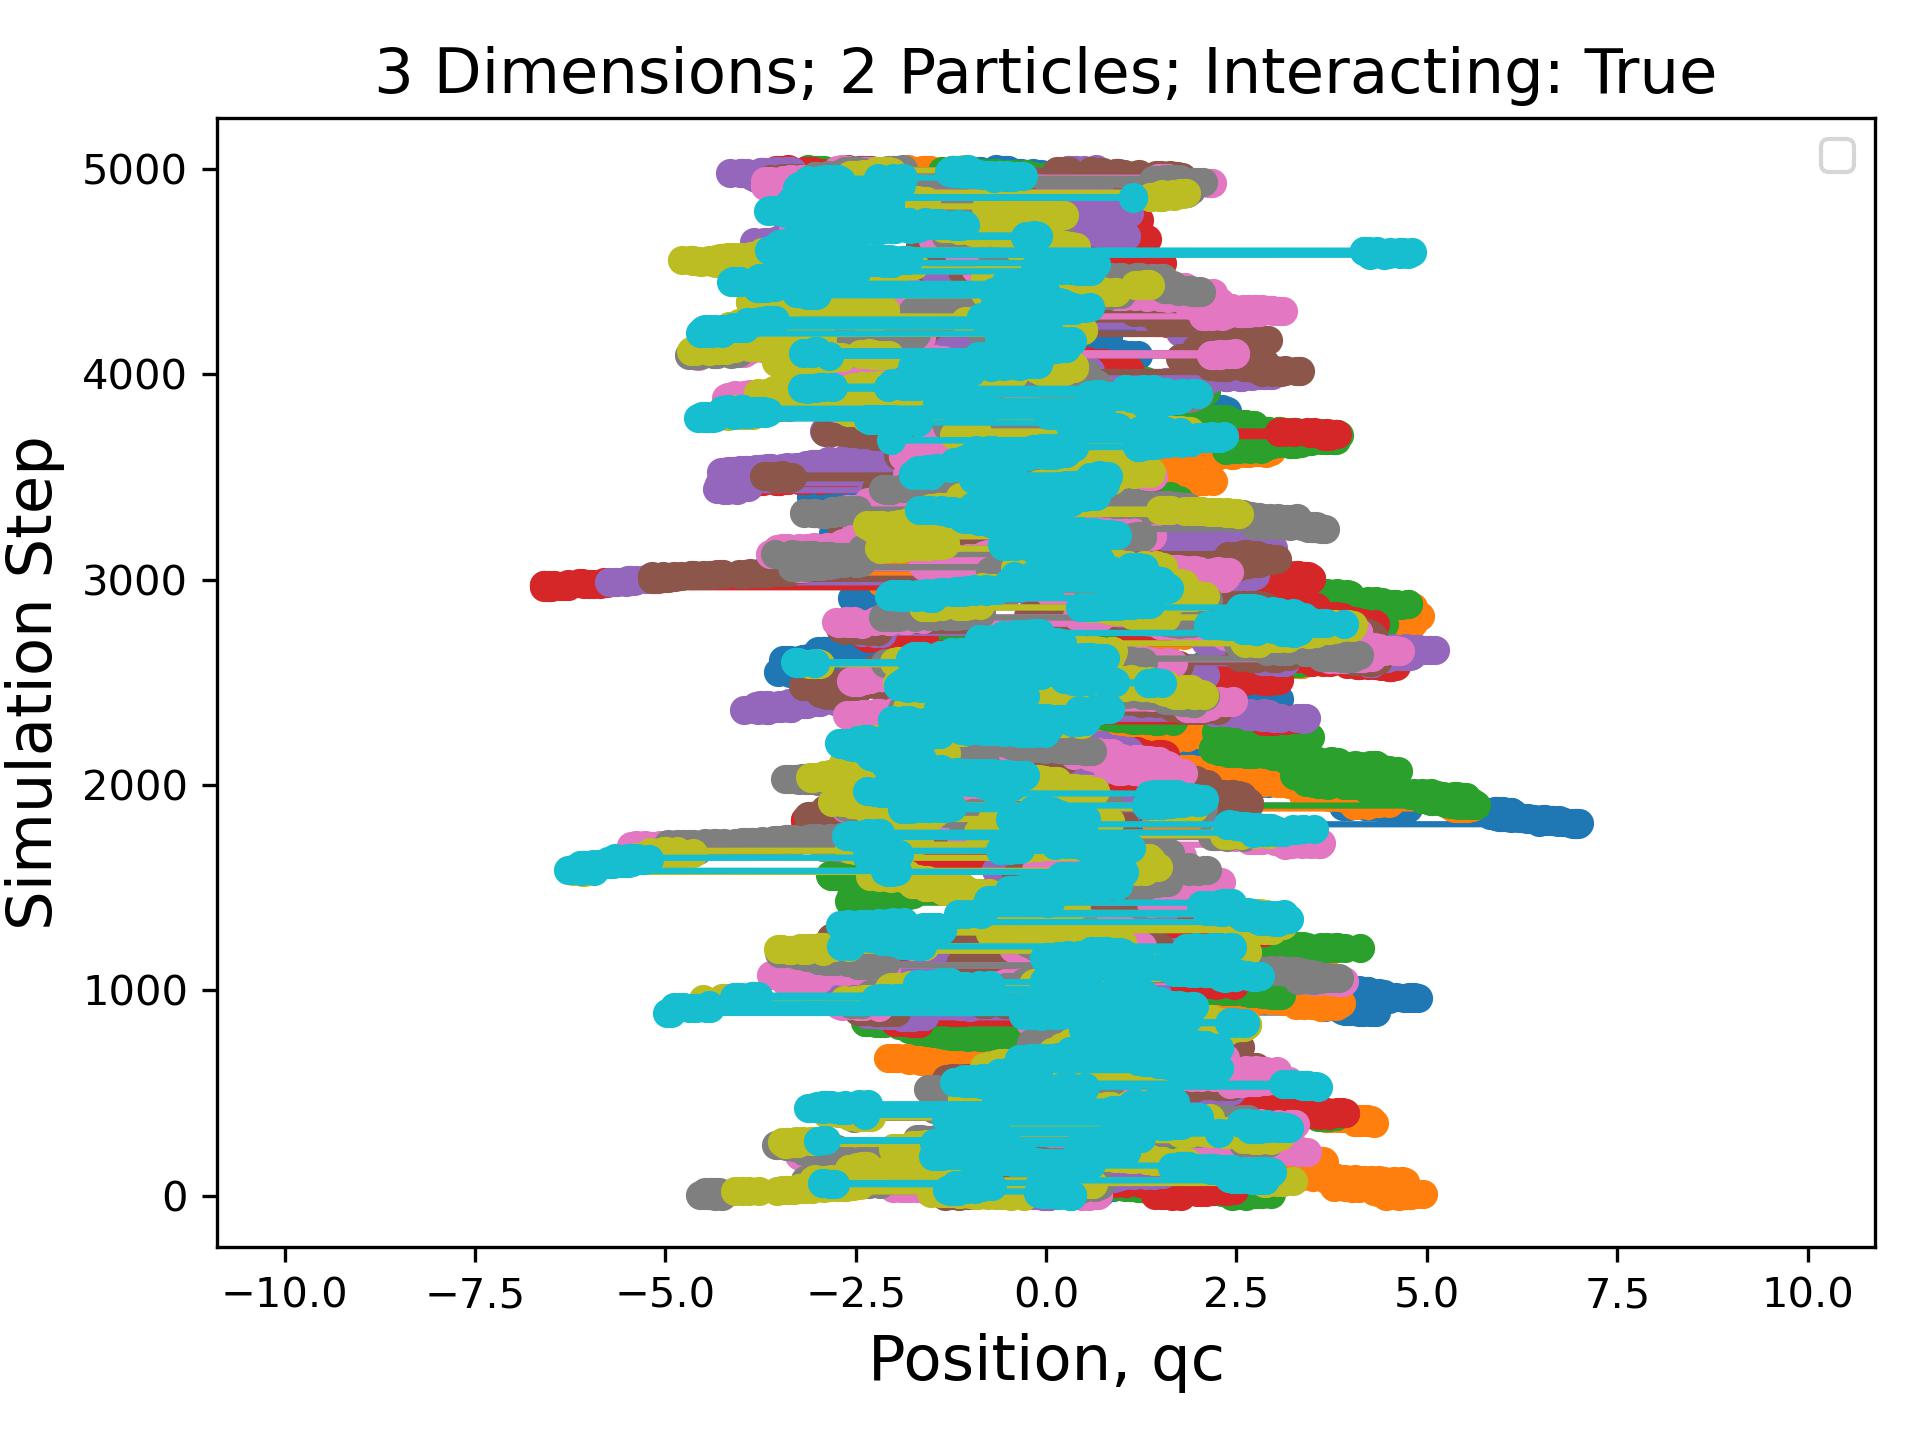 3 Dimensions; 2 Particles; Interacting: True
Simulation Step
5000
4000
3000
2000
1000
0
−10.0 −7.5 −5.0 −2.5 0.0 2.5 5.0 7.5 10.0
Position, qc